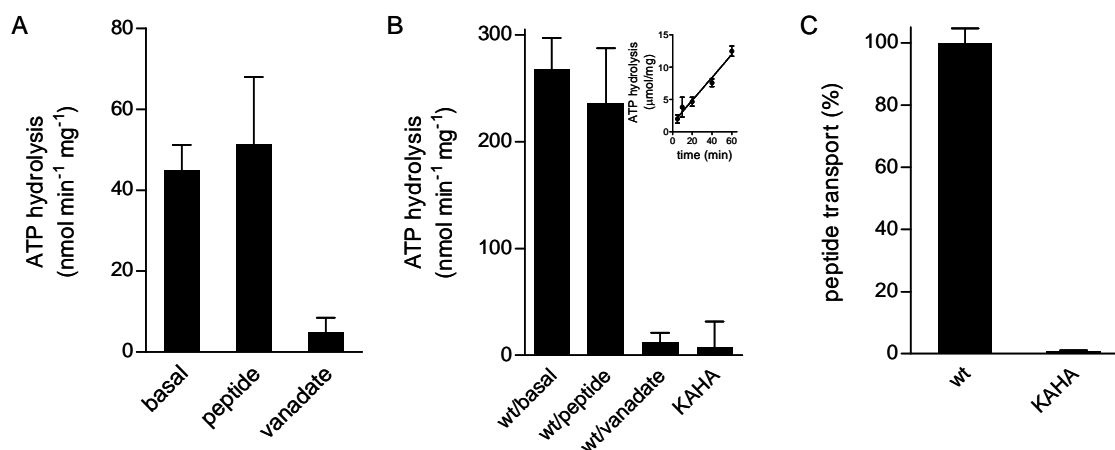 A
ATP hydrolysis
(nmol min⁻¹ mg⁻¹)
80
60
40
20
0
basal
peptide
vanadate
B
ATP hydrolysis
(nmol min⁻¹ mg⁻¹)
300
200
100
0
wt/basal
wt/peptide
wt/vanadate
KAHA
ATP hydrolysis
(μmol/mg)
15
10
5
0
0
20
40
60
time (min)
C
peptide transport (%)
100
80
60
40
20
0
wt
KAHA